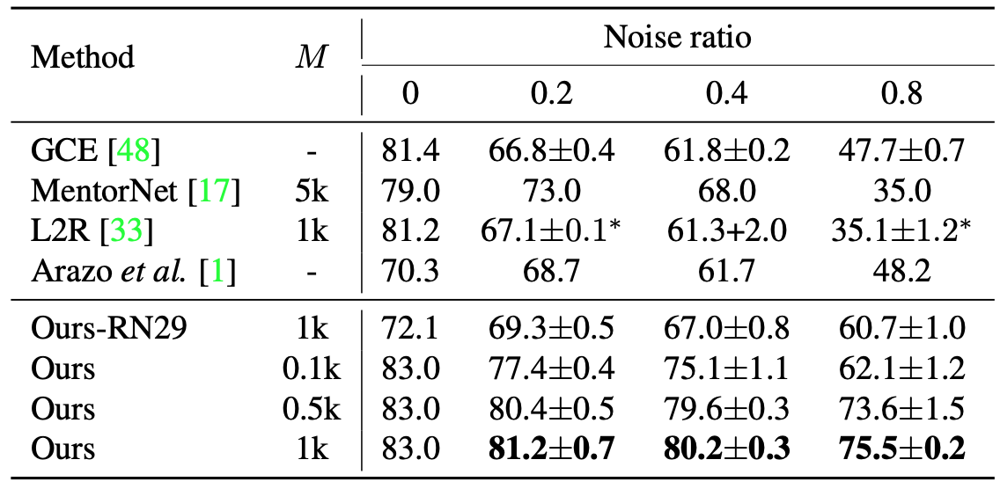 Method M Noise ratio
0 0.2 0.4 0.8
GCE [48] - 81.4 66.8±0.4 61.8±0.2 47.7±0.7
MentorNet [17] 5k 79.0 73.0 68.0 35.0
L2R [33] 1k 81.2 67.1±0.1* 61.3+2.0 35.1±1.2*
Arazo et al. [1] - 70.3 68.7 61.7 48.2
Ours-RN29 1k 72.1 69.3±0.5 67.0±0.8 60.7±1.0
Ours 0.1k 83.0 77.4±0.4 75.1±1.1 62.1±1.2
Ours 0.5k 83.0 80.4±0.5 79.6±0.3 73.6±1.5
Ours 1k 83.0 81.2±0.7 80.2±0.3 75.5±0.2